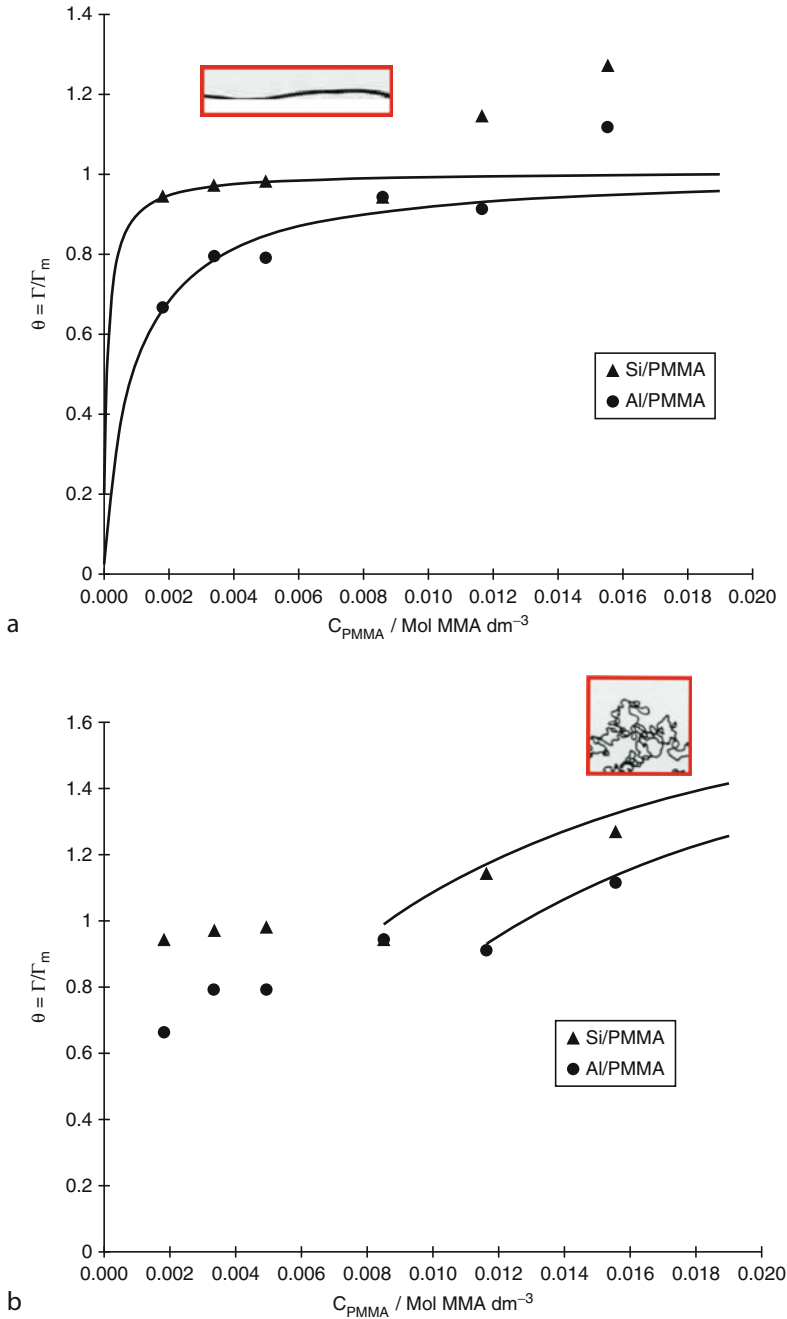 1.4
1.2
1
0.8
0.6
0.4
0.2
0
θ = Γ/Γm
▲ Si/PMMA
● Al/PMMA
0.000 0.002 0.004 0.006 0.008 0.010 0.012 0.014 0.016 0.018 0.020
a
C_PMMA / Mol MMA dm⁻³
1.6
1.4
1.2
1
0.8
0.6
0.4
0.2
0
θ = Γ/Γm
▲ Si/PMMA
● Al/PMMA
0.000 0.002 0.004 0.006 0.008 0.010 0.012 0.014 0.016 0.018 0.020
b
C_PMMA / Mol MMA dm⁻³